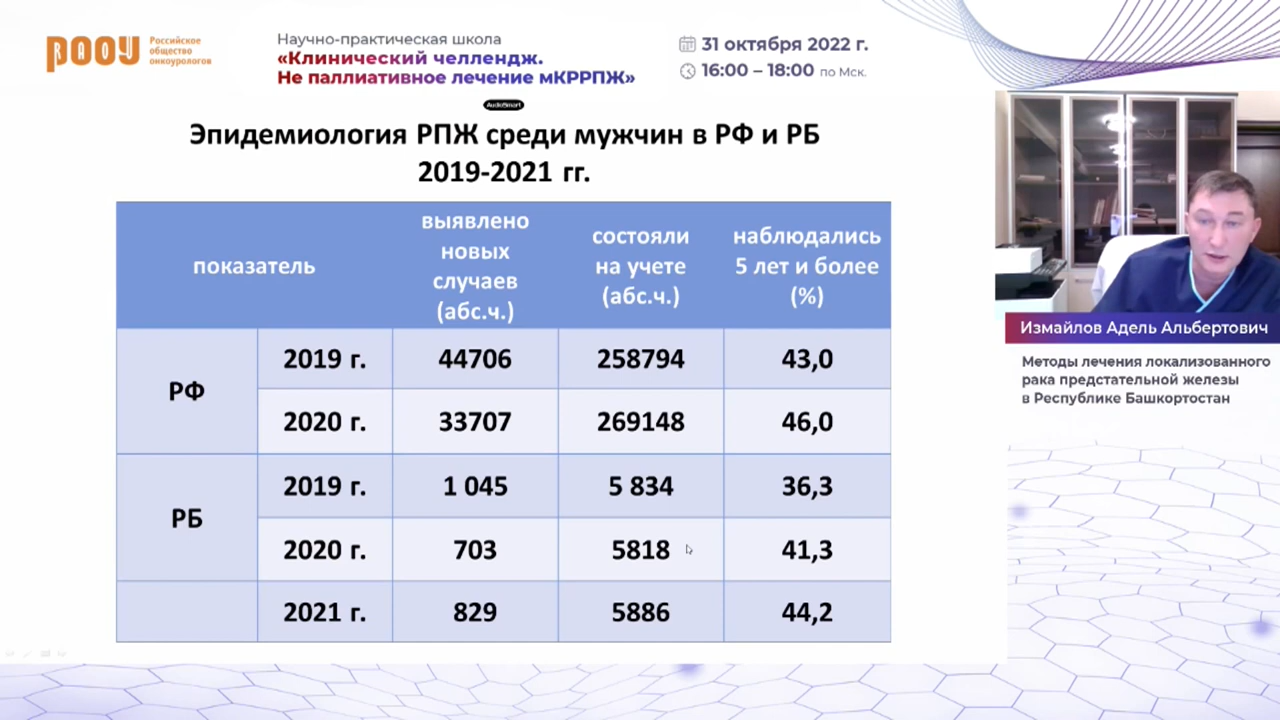 РАОУ
Российское
общество
онкоурологов
Научно-практическая школа
«Клинический челлендж.
Не паллиативное лечение мКРРПЖ»
31 октября 2022 г.
16:00 – 18:00 по Мск.
AudioSmart
Эпидемиология РПЖ среди мужчин в РФ и РБ
2019-2021 гг.
показатель
выявлено
новых
случаев
(абс.ч.)
состояли
на учете
(абс.ч.)
наблюдались
5 лет и более
(%)
РФ
2019 г. 44706 258794 43,0
2020 г. 33707 269148 46,0
РБ
2019 г. 1 045 5 834 36,3
2020 г. 703 5818 41,3
2021 г. 829 5886 44,2
Измайлов Адель Альбертович
Методы лечения локализованного
рака предстательной железы
в Республике Башкортостан